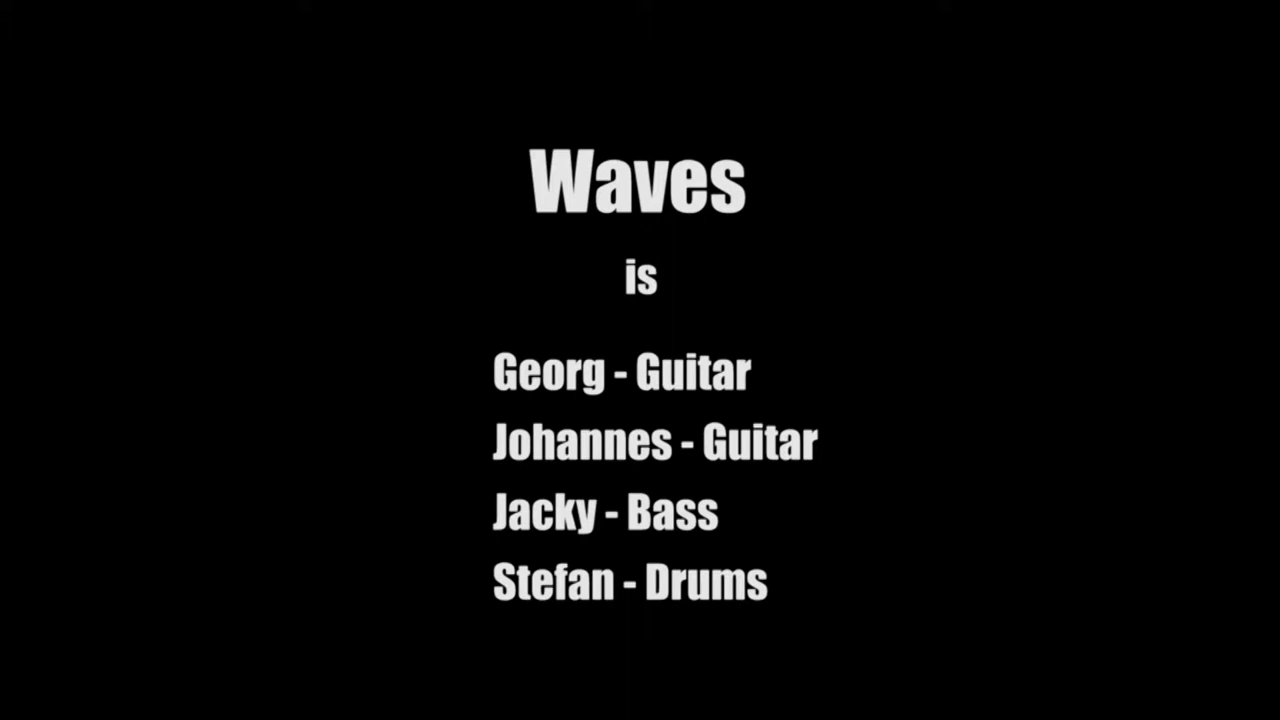 Waves
is
Georg - Guitar
Johannes - Guitar
Jacky - Bass
Stefan - Drums